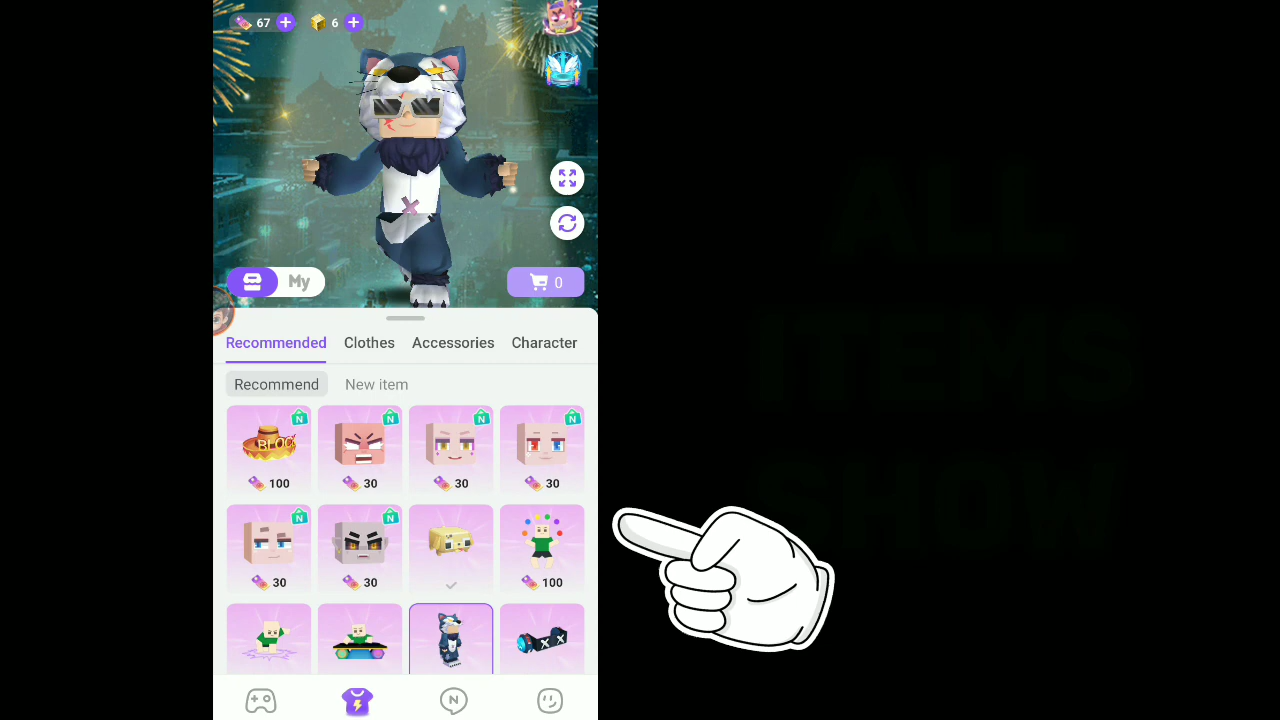 67 6
My 0
Recommended Clothes Accessories Character
Recommend New item
N N N N
BLOC
100 30 30 30
N N
30 30 100
N
ALL
ITEMS
SHOW